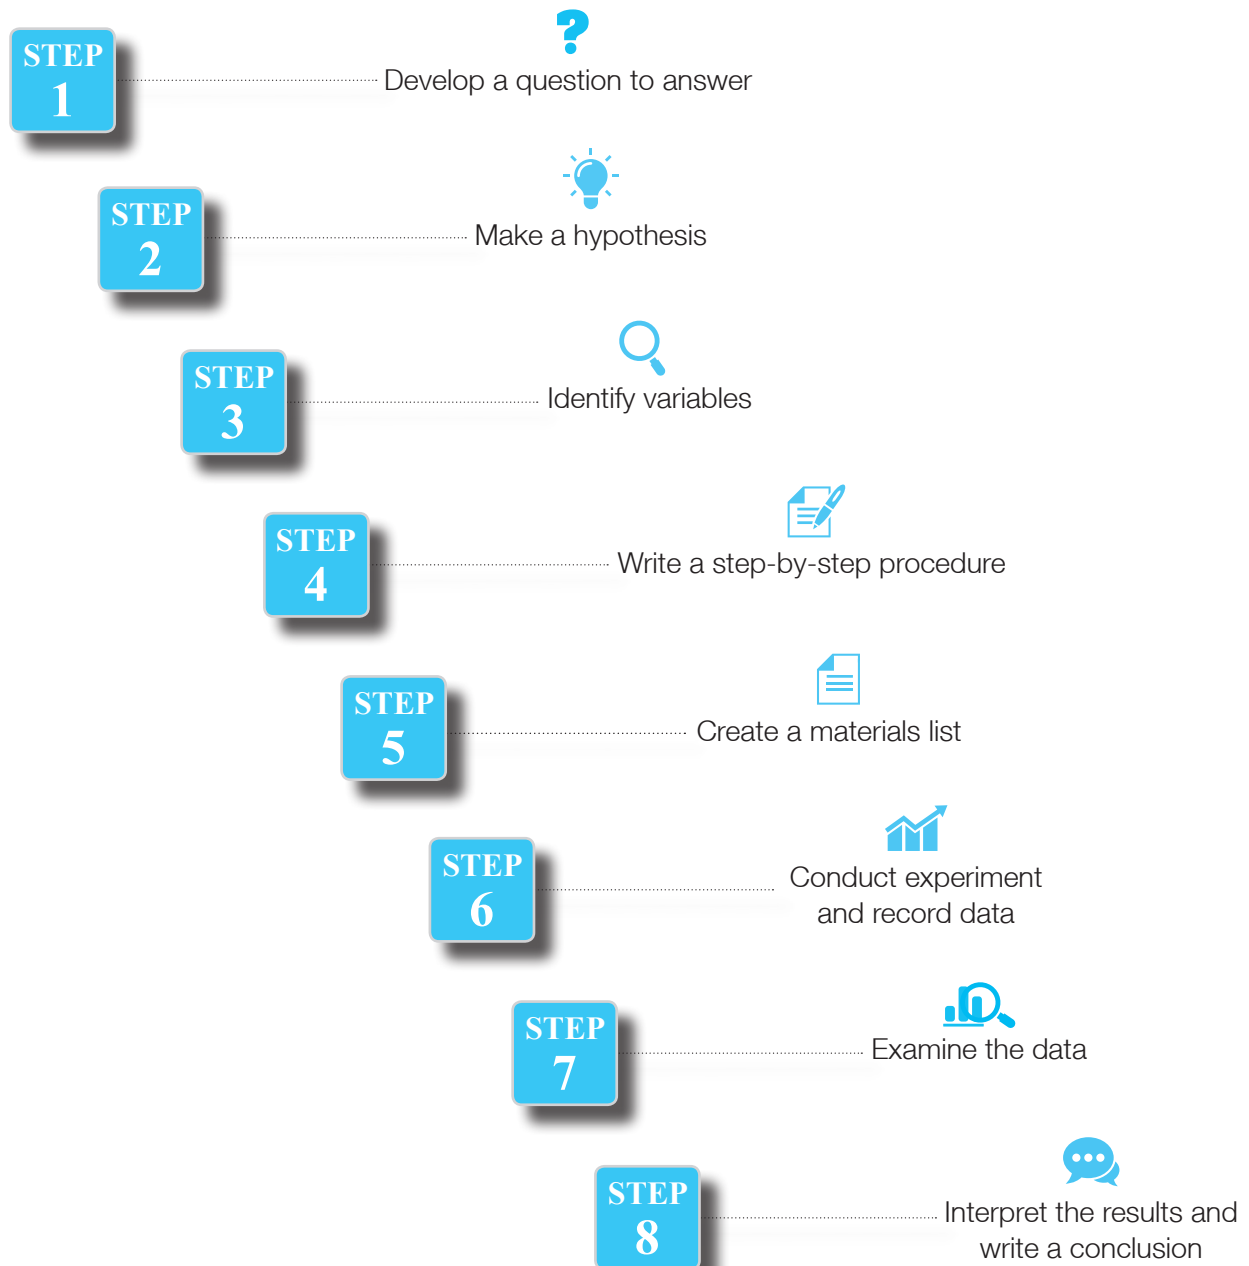 STEP
1
Develop a question to answer
STEP
2
Make a hypothesis
STEP
3
Identify variables
STEP
4
Write a step-by-step procedure
STEP
5
Create a materials list
STEP
6
Conduct experiment
and record data
STEP
7
Examine the data
STEP
8
Interpret the results and
write a conclusion